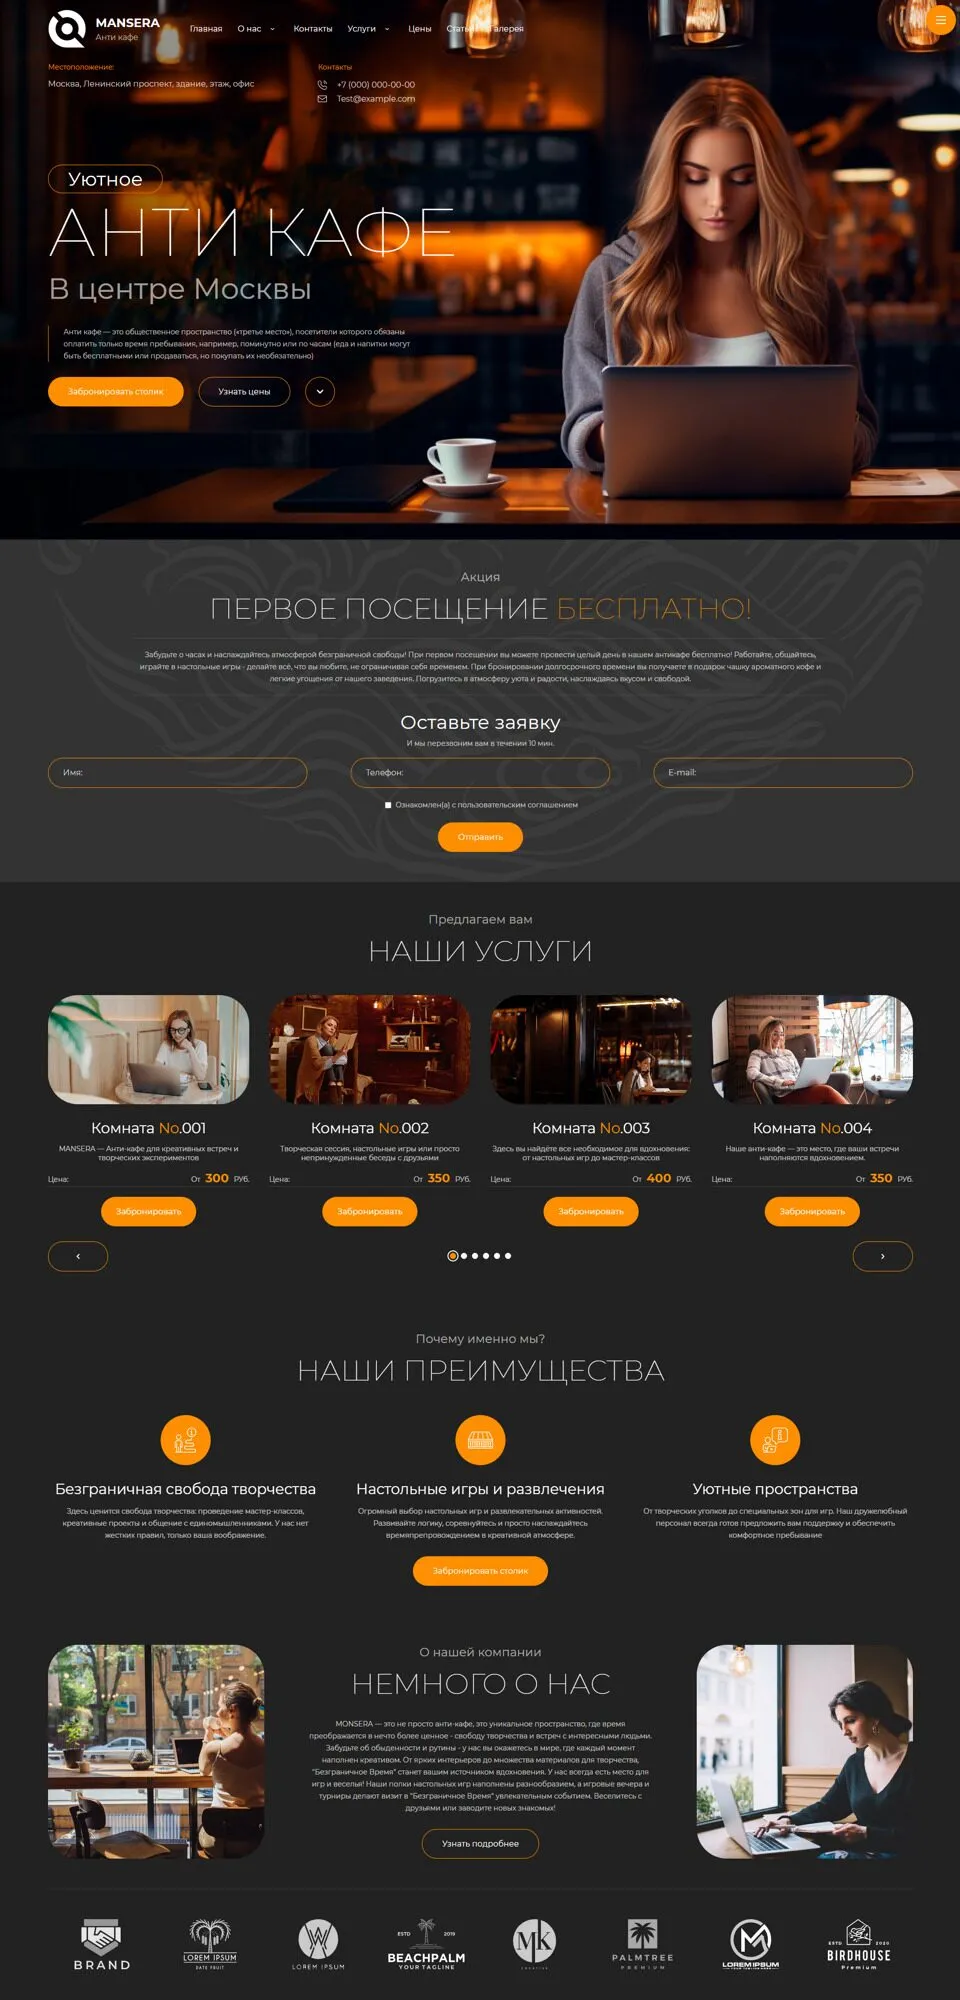 MANSERA
Анти кафе
Главная О нас Контакты Услуги Цены Статьи Галерея
Местоположение:
Москва, Ленинский проспект, здание, этаж, офис
Контакты
+7 (000) 000-00-00
Test@example.com
Уютное
АНТИ КАФЕ
В центре Москвы
Анти кафе — это общественное пространство («третье место»), посетители которого обязаны
оплатить только время пребывания, например, поминутно или по часам (еда и напитки могут
быть бесплатными или продаваться, но покупать их необязательно)
Забронировать столик Узнать цены
Акция
ПЕРВОЕ ПОСЕЩЕНИЕ БЕСПЛАТНО!
Забудьте о часах и наслаждайтесь атмосферой безграничной свободы! При первом посещении вы можете провести целый день в нашем антикафе бесплатно! Работайте, общайтесь,
играйте в настольные игры - делайте всё, что вы любите, не ограничивая себя временем. При бронировании долгосрочного времени вы получаете в подарок чашку ароматного кофе и
легкие угощения от нашего заведения. Погрузитесь в атмосферу уюта и радости, наслаждаясь вкусом и свободой.
Оставьте заявку
И мы перезвоним вам в течении 10 мин.
Имя: Телефон: E-mail:
Ознакомлен(а) с пользовательским соглашением
Отправить
Предлагаем вам
НАШИ УСЛУГИ
Комната No.001
MANSERA — Анти-кафе для креативных встреч и
творческих экспериментов
Цена: От 300 РУБ.
Забронировать
Комната No.002
Творческая сессия, настольные игры или просто
непринужденные беседы с друзьями
Цена: От 350 РУБ.
Забронировать
Комната No.003
Здесь вы найдёте все необходимое для вдохновения:
от настольных игр до мастер-классов
Цена: От 400 РУБ.
Забронировать
Комната No.004
Наше анти-кафе — это место, где ваши встречи
наполняются вдохновением.
Цена: От 350 РУБ.
Забронировать
Почему именно мы?
НАШИ ПРЕИМУЩЕСТВА
Безграничная свобода творчества
Здесь ценится свобода творчества: проведение мастер-классов,
креативные проекты и общение с единомышленниками. У нас нет
жестких правил, только ваша воображение.
Настольные игры и развлечения
Огромный выбор настольных игр и развлекательных активностей.
Развивайте логику, соревнуйтесь и просто наслаждайтесь
времяпрепровождением в креативной атмосфере.
Уютные пространства
От творческих уголков до специальных зон для игр. Наш дружелюбный
персонал всегда готов предложить вам поддержку и обеспечить
комфортное пребывание
Забронировать столик
О нашей компании
НЕМНОГО О НАС
MONSERA — это не просто анти-кафе, это уникальное пространство, где время
преображается в нечто более ценное - свободу творчества и встреч с интересными людьми.
Забудьте об обыденности и рутины - у нас вы окажетесь в мире, где каждый момент
наполнен креативом. От ярких интерьеров до множества материалов для творчества,
"Безграничное Время" станет вашим источником вдохновения. У нас всегда есть место для
игр и веселья! Наши полки настольных игр наполнены разнообразием, а игровые вечера и
турниры делают визит в "Безграничное Время" увлекательным событием. Веселитесь с
друзьями или заводите новых знакомых!
Узнать подробнее
BRAND
LOREM IPSUM
DATE FRUIT
LOREM IPSUM
ESTD 2019
BEACHPALM
YOUR TAGLINE
MK
CREATIVE
PALMTREE
PREMIUM
LOREM IPSUM
ESTD 2020
BIRDHOUSE
Premium